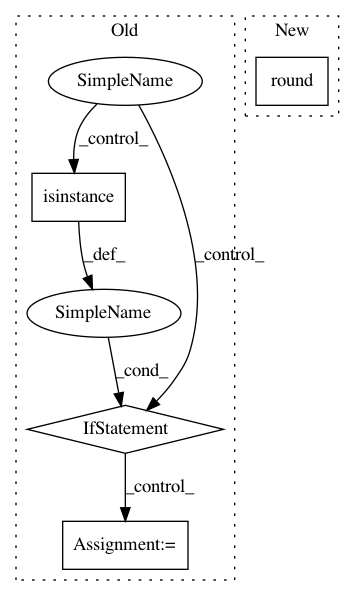 Old
New
SimpleName
round
_control_
isinstance
_def_
_control_
SimpleName
_cond_
IfStatement
_control_
Assignment:=